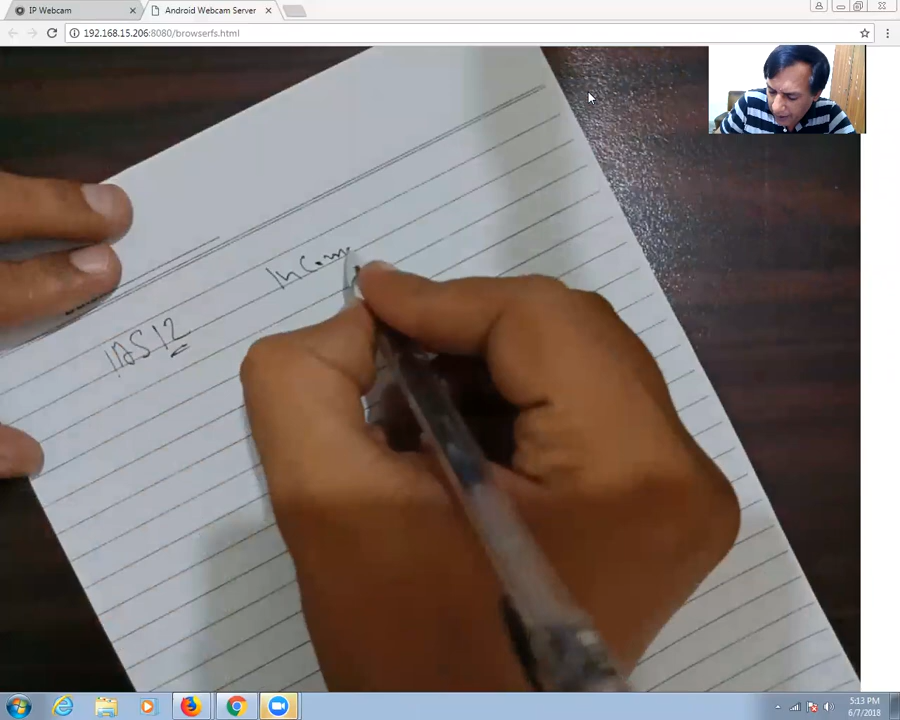 IP Webcam
Android Webcam Server
192.168.15.206:8080/browserfs.html
IAS 12
Incom
5:13 PM
6/7/2018